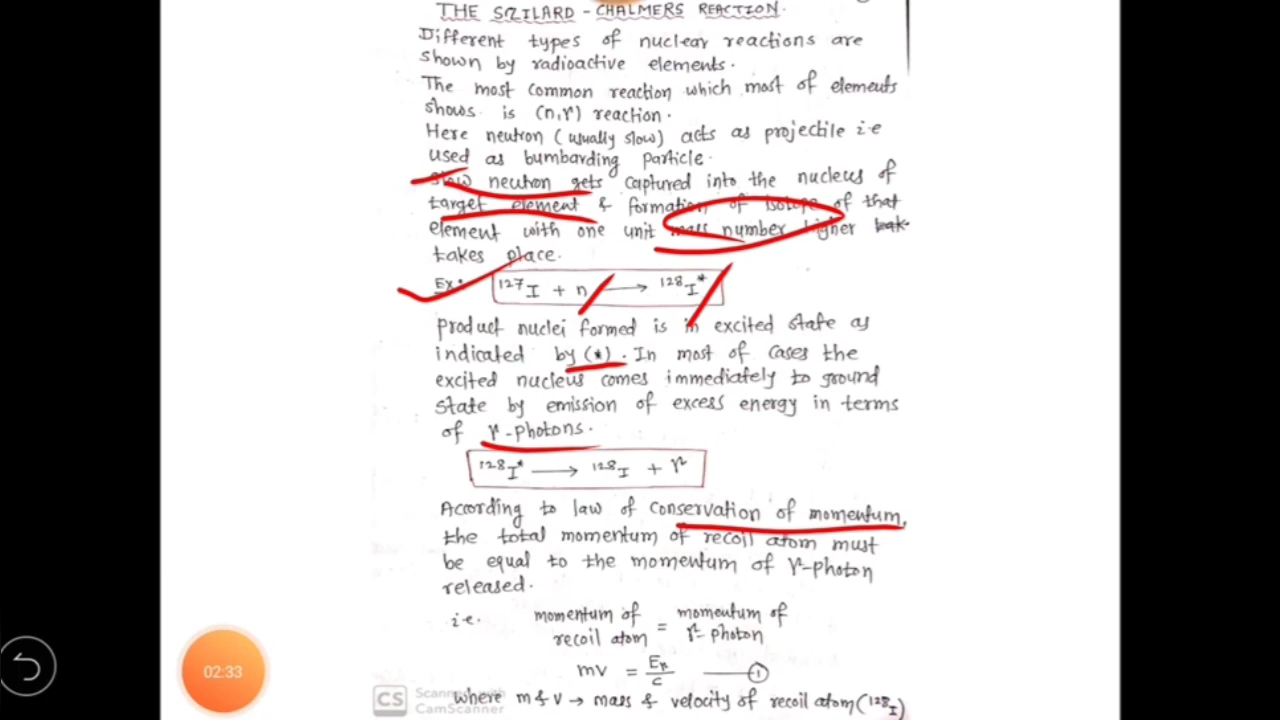 THE SZILARD - CHALMERS REACTION.
Different types of nuclear reactions are
shown by radioactive elements.
The most common reaction which most of elements
shows is (n,γ) reaction.
Here neutron (usually slow) acts as projectile i.e
used as bumbarding particle.
slow neutron gets captured into the nucleus of
target element & formation of isotope of that
element with one unit mass number higher
takes place.
Ex: ¹²⁷I + n → ¹²⁸I*
product nuclei formed is in excited state as
indicated by (*). In most of cases the
excited nucleus comes immediately to ground
state by emission of excess energy in terms
of γ-photons.
¹²⁸I* → ¹²⁸I + γ
According to law of conservation of momentum,
the total momentum of recoil atom must
be equal to the momentum of γ-photon
released.
i.e. momentum of recoil atom = momentum of γ-photon
mv = Eγ/c —— ①
where m & v → mass & velocity of recoil atom (¹²⁸I)
CS Scanned with
CamScanner
02:33